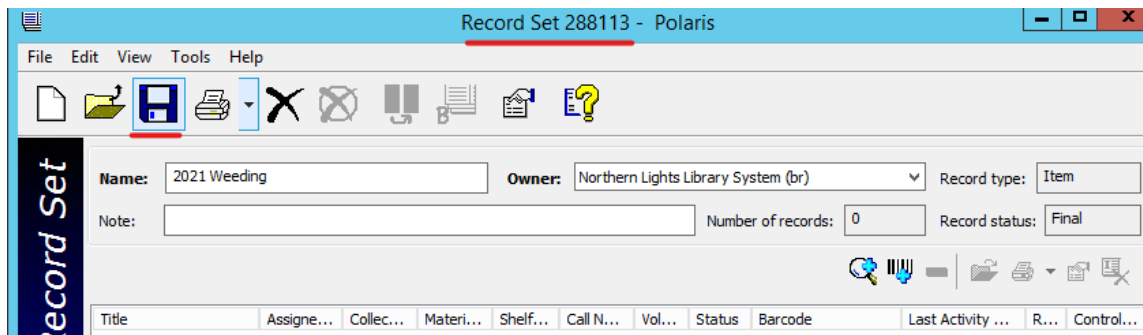 Record Set 288113 - Polaris
x
File Edit View Tools Help
B
Record Set
Name: 2021 Weeding Owner: Northern Lights Library System (br) Record type: Item
Note: Number of records: 0 Record status: Final
Title Assigne... Collec... Materi... Shelf... Call N... Vol... Status Barcode Last Activity ... R... Control...